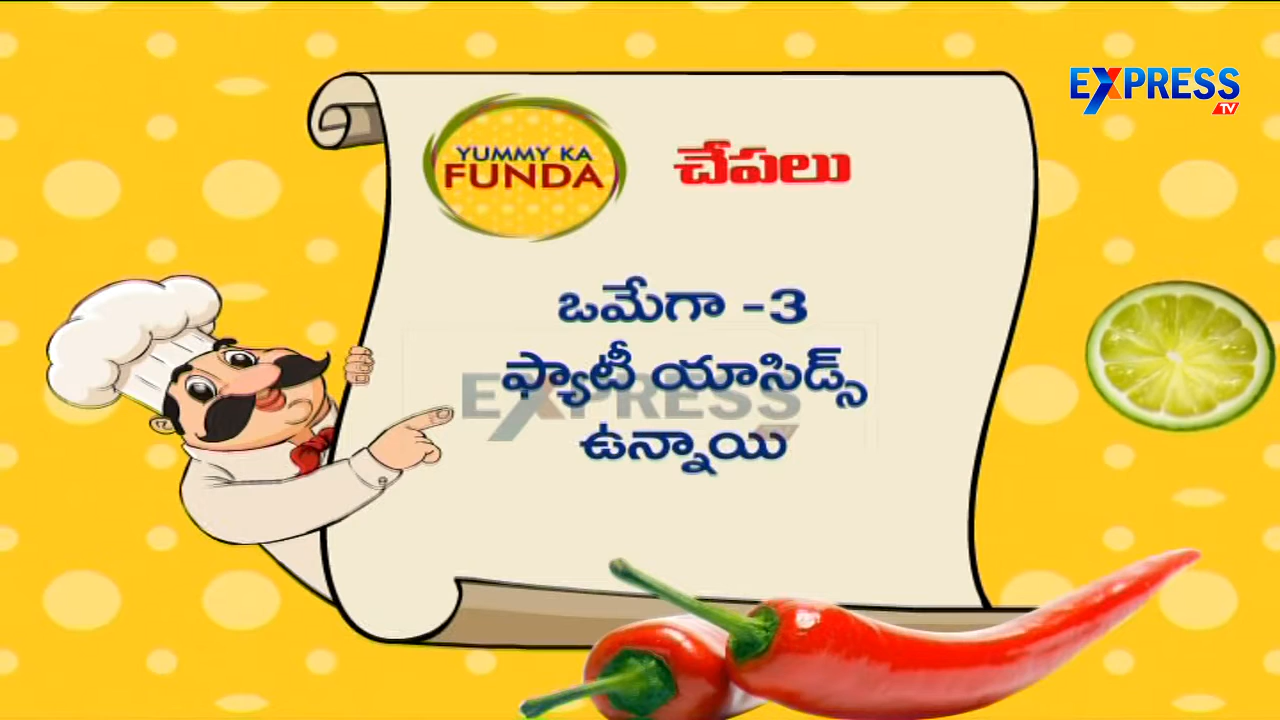 EXPRESS
TV
YUMMY KA
FUNDA
చేపలు
ఒమేగా -3
ఫ్యాటీ యాసిడ్స్
ఉన్నాయి
EXPRESS
TV